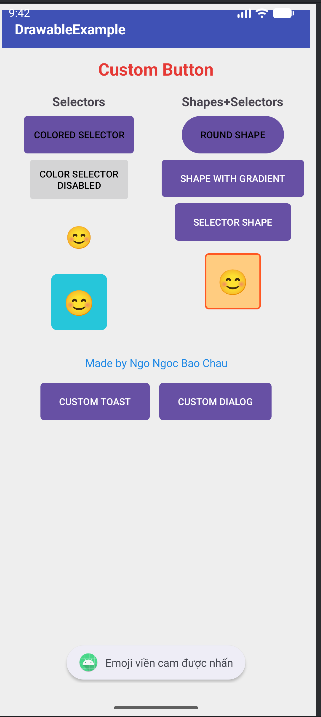 9:42
DrawableExample
Custom Button
Selectors
Shapes+Selectors
COLORED SELECTOR
ROUND SHAPE
COLOR SELECTOR
DISABLED
SHAPE WITH GRADIENT
SELECTOR SHAPE
Made by Ngo Ngoc Bao Chau
CUSTOM TOAST
CUSTOM DIALOG
Emoji viền cam được nhấn